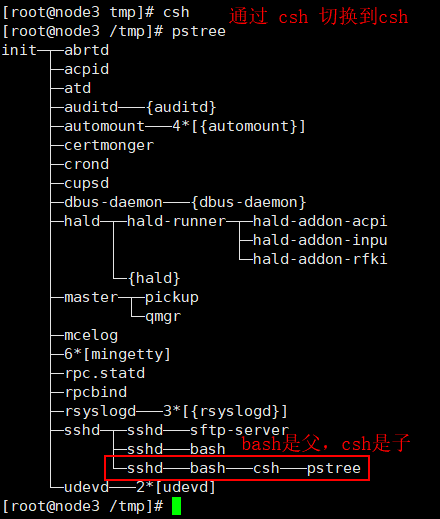 [root@node3 tmp]# csh 通过 csh 切换到csh
[root@node3 /tmp]# pstree
init─┬─abrtd
     ├─acpid
     ├─atd
     ├─auditd───{auditd}
     ├─automount───4*[{automount}]
     ├─certmonger
     ├─crond
     ├─cupsd
     ├─dbus-daemon───{dbus-daemon}
     ├─hald─┬─hald-runner─┬─hald-addon-acpi
     │      │             ├─hald-addon-inpu
     │      │             └─hald-addon-rfki
     │      └─{hald}
     ├─master─┬─pickup
     │        └─qmgr
     ├─mcelog
     ├─6*[mingetty]
     ├─rpc.statd
     ├─rpcbind
     ├─rsyslogd───3*[{rsyslogd}]
     ├─sshd─┬─sshd───sftp-server
     │      ├─sshd───bash bash是父，csh是子
     │      └─sshd───bash───csh───pstree
     └─udevd───2*[udevd]
[root@node3 /tmp]#